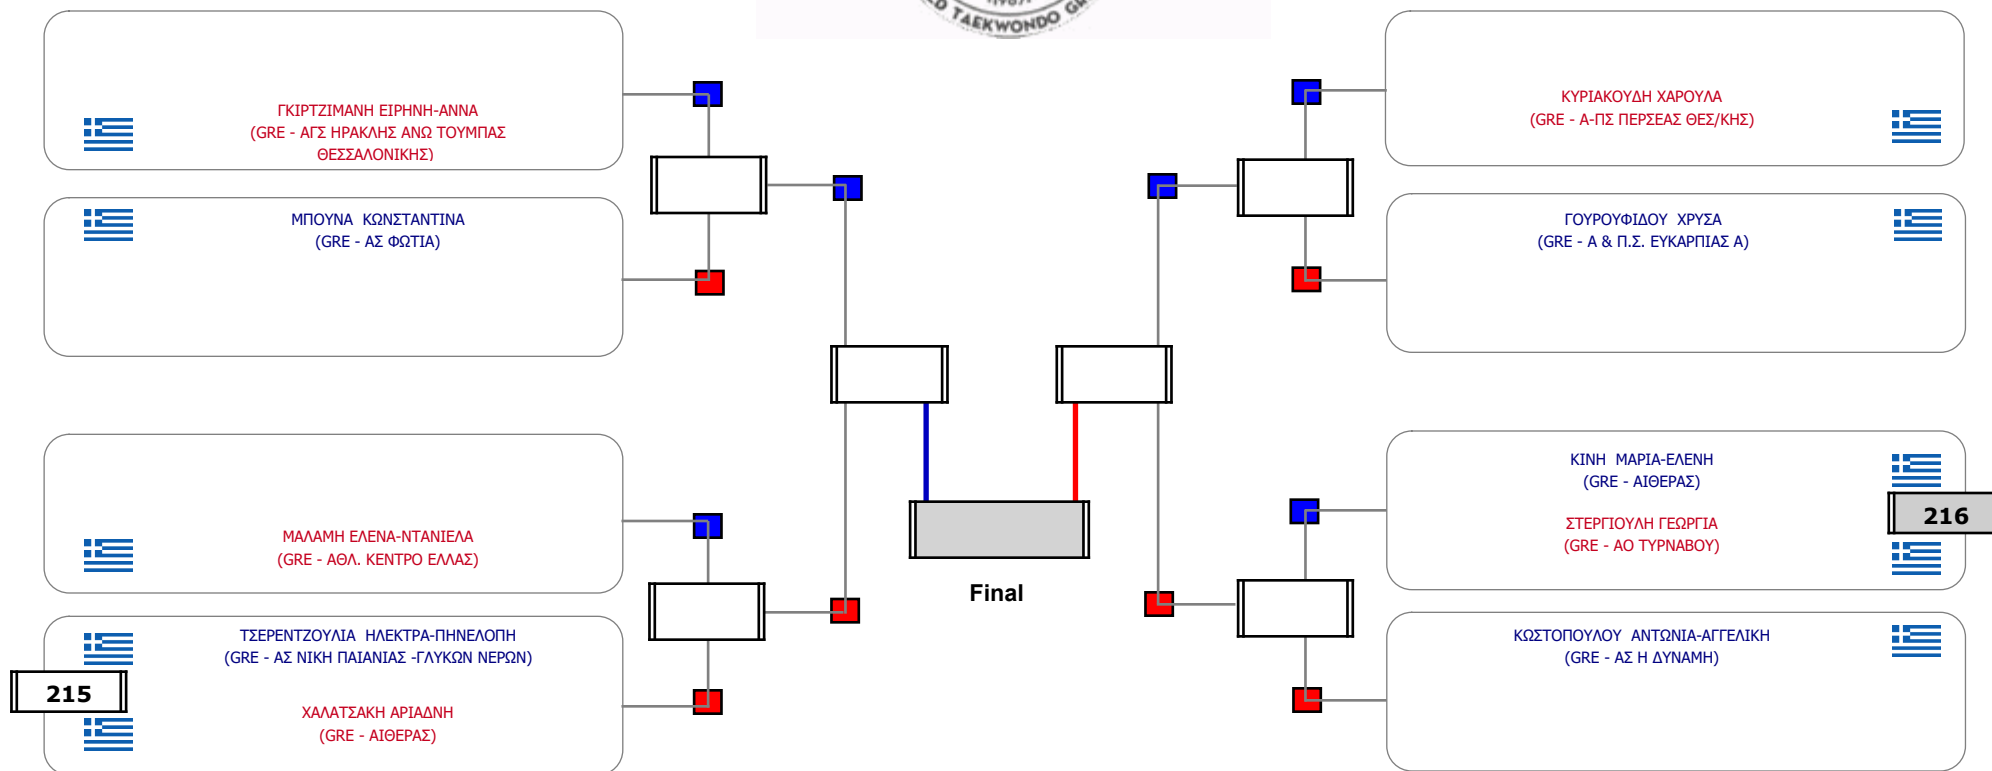 TAEKWONDO
ΓΚΙΡΤΖΙΜΑΝΗ ΕΙΡΗΝΗ-ΑΝΝΑ
(GRE - ΑΓΣ ΗΡΑΚΛΗΣ ΑΝΩ ΤΟΥΜΠΑΣ
ΘΕΣΣΑΛΟΝΙΚΗΣ)
ΜΠΟΥΝΑ ΚΩΝΣΤΑΝΤΙΝΑ
(GRE - ΑΣ ΦΩΤΙΑ)
ΜΑΛΑΜΗ ΕΛΕΝΑ-ΝΤΑΝΙΕΛΑ
(GRE - ΑΘΛ. ΚΕΝΤΡΟ ΕΛΛΑΣ)
ΤΣΕΡΕΝΤΖΟΥΛΙΑ ΗΛΕΚΤΡΑ-ΠΗΝΕΛΟΠΗ
(GRE - ΑΣ ΝΙΚΗ ΠΑΙΑΝΙΑΣ -ΓΛΥΚΩΝ ΝΕΡΩΝ)
215
ΧΑΛΑΤΣΑΚΗ ΑΡΙΑΔΝΗ
(GRE - ΑΙΘΕΡΑΣ)
Final
ΚΥΡΙΑΚΟΥΔΗ ΧΑΡΟΥΛΑ
(GRE - Α-ΠΣ ΠΕΡΣΕΑΣ ΘΕΣ/ΚΗΣ)
ΓΟΥΡΟΥΦΙΔΟΥ ΧΡΥΣΑ
(GRE - Α & Π.Σ. ΕΥΚΑΡΠΙΑΣ Α)
ΚΙΝΗ ΜΑΡΙΑ-ΕΛΕΝΗ
(GRE - ΑΙΘΕΡΑΣ)
216
ΣΤΕΡΓΙΟΥΛΗ ΓΕΩΡΓΙΑ
(GRE - ΑΟ ΤΥΡΝΑΒΟΥ)
ΚΩΣΤΟΠΟΥΛΟΥ ΑΝΤΩΝΙΑ-ΑΓΓΕΛΙΚΗ
(GRE - ΑΣ Η ΔΥΝΑΜΗ)